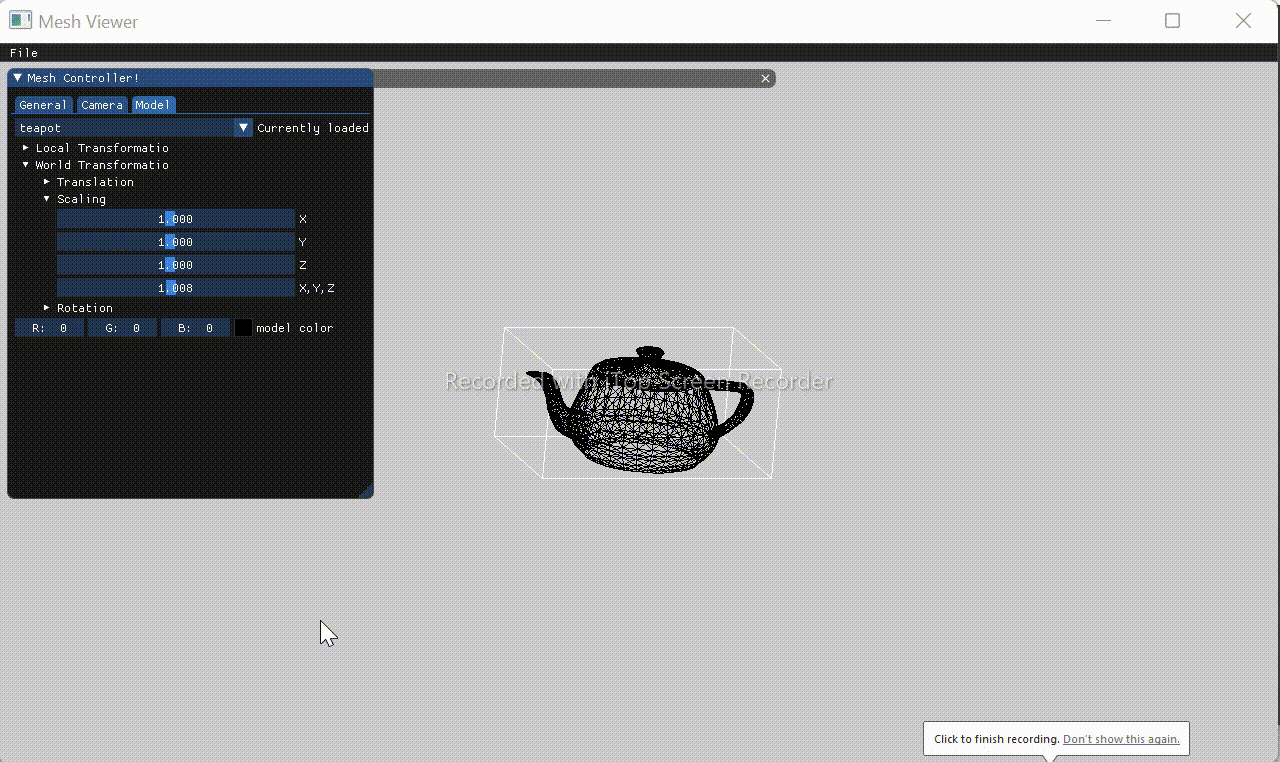 Mesh Viewer
File
Mesh Controller!
General Camera Model
teapot Currently loaded
Local Transformatio
World Transformatio
Translation
Scaling
1.000 X
1.000 Y
1.000 Z
1.008 X,Y,Z
Rotation
R: 0 G: 0 B: 0 model color
Recorded with iTop Screen Recorder
Click to finish recording. Don't show this again.